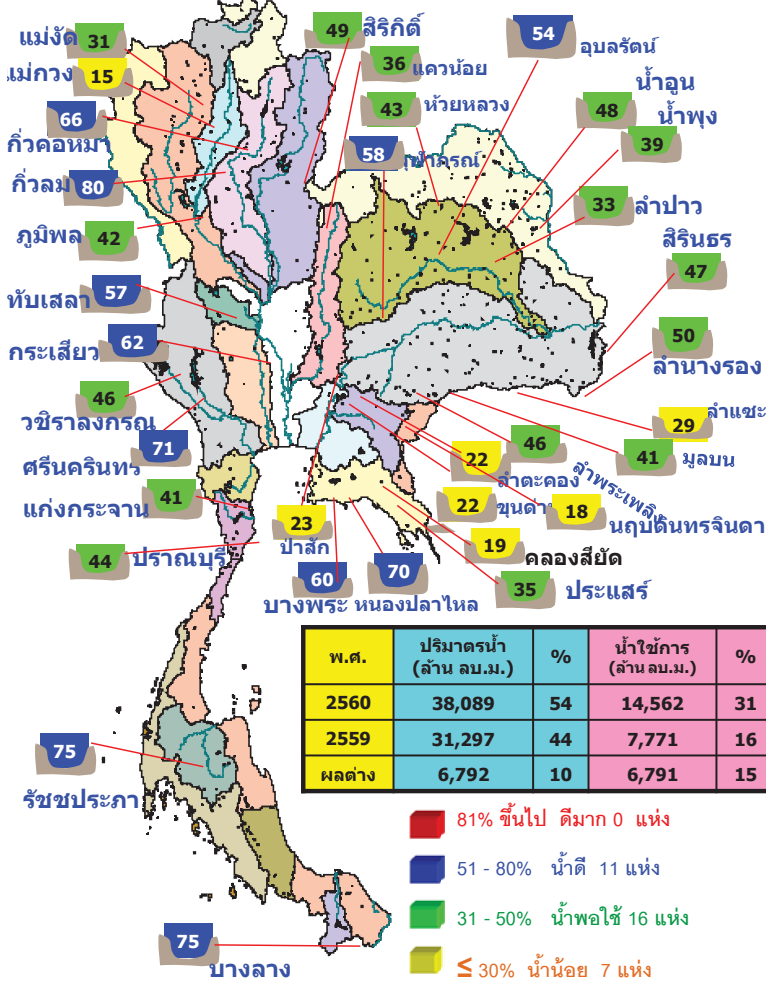 แม่งัด 31
แม่กวง 15
66
กิ่วคอหมา
กิ่วลม 80
ภูมิพล 42
ทับเสลา 57
กระเสียว 62
46
วชิราลงกรณ
71
ศรีนครินทร
แก่งกระจาน 41
44 ปราณบุรี
49 สิริกิติ์
36 แควน้อย
43 ห้วยหลวง
58
54 อุบลรัตน์
น้ำอูน
48 น้ำพุง
39
33 ลำปาว
สิรินธร
47
50
ลำนางรอง
29 ลำแซะ
41 มูลบน
46
22
ลำตะคอง
22 ขุนด่าน
ลำพระเพลิง
18 นฤบดินทรจินดา
23
ป่าสัก
19 คลองสียัด
60 70
บางพระ หนองปลาไหล
35 ประแสร์
75
รัชชประภา
75
บางลาง
พ.ศ. ปริมาตรน้ำ (ล้าน ลบ.ม.) % น้ำใช้การ (ล้าน ลบ.ม.) %
2560 38,089 54 14,562 31
2559 31,297 44 7,771 16
ผลต่าง 6,792 10 6,791 15
81% ขึ้นไป ดีมาก 0 แห่ง
51 - 80% น้ำดี 11 แห่ง
31 - 50% น้ำพอใช้ 16 แห่ง
≤ 30% น้ำน้อย 7 แห่ง